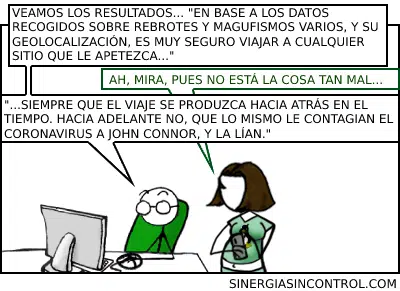 VEAMOS LOS RESULTADOS... "EN BASE A LOS DATOS
RECOGIDOS SOBRE REBROTES Y MAGUFISMOS VARIOS, Y SU
GEOLOCALIZACIÓN, ES MUY SEGURO VIAJAR A CUALQUIER
SITIO QUE LE APETEZCA..."
AH, MIRA, PUES NO ESTÁ LA COSA TAN MAL...
"...SIEMPRE QUE EL VIAJE SE PRODUZCA HACIA ATRÁS EN EL
TIEMPO. HACIA ADELANTE NO, QUE LO MISMO LE CONTAGIAN EL
CORONAVIRUS A JOHN CONNOR, Y LA LÍAN."
SINERGIASINCONTROL.COM